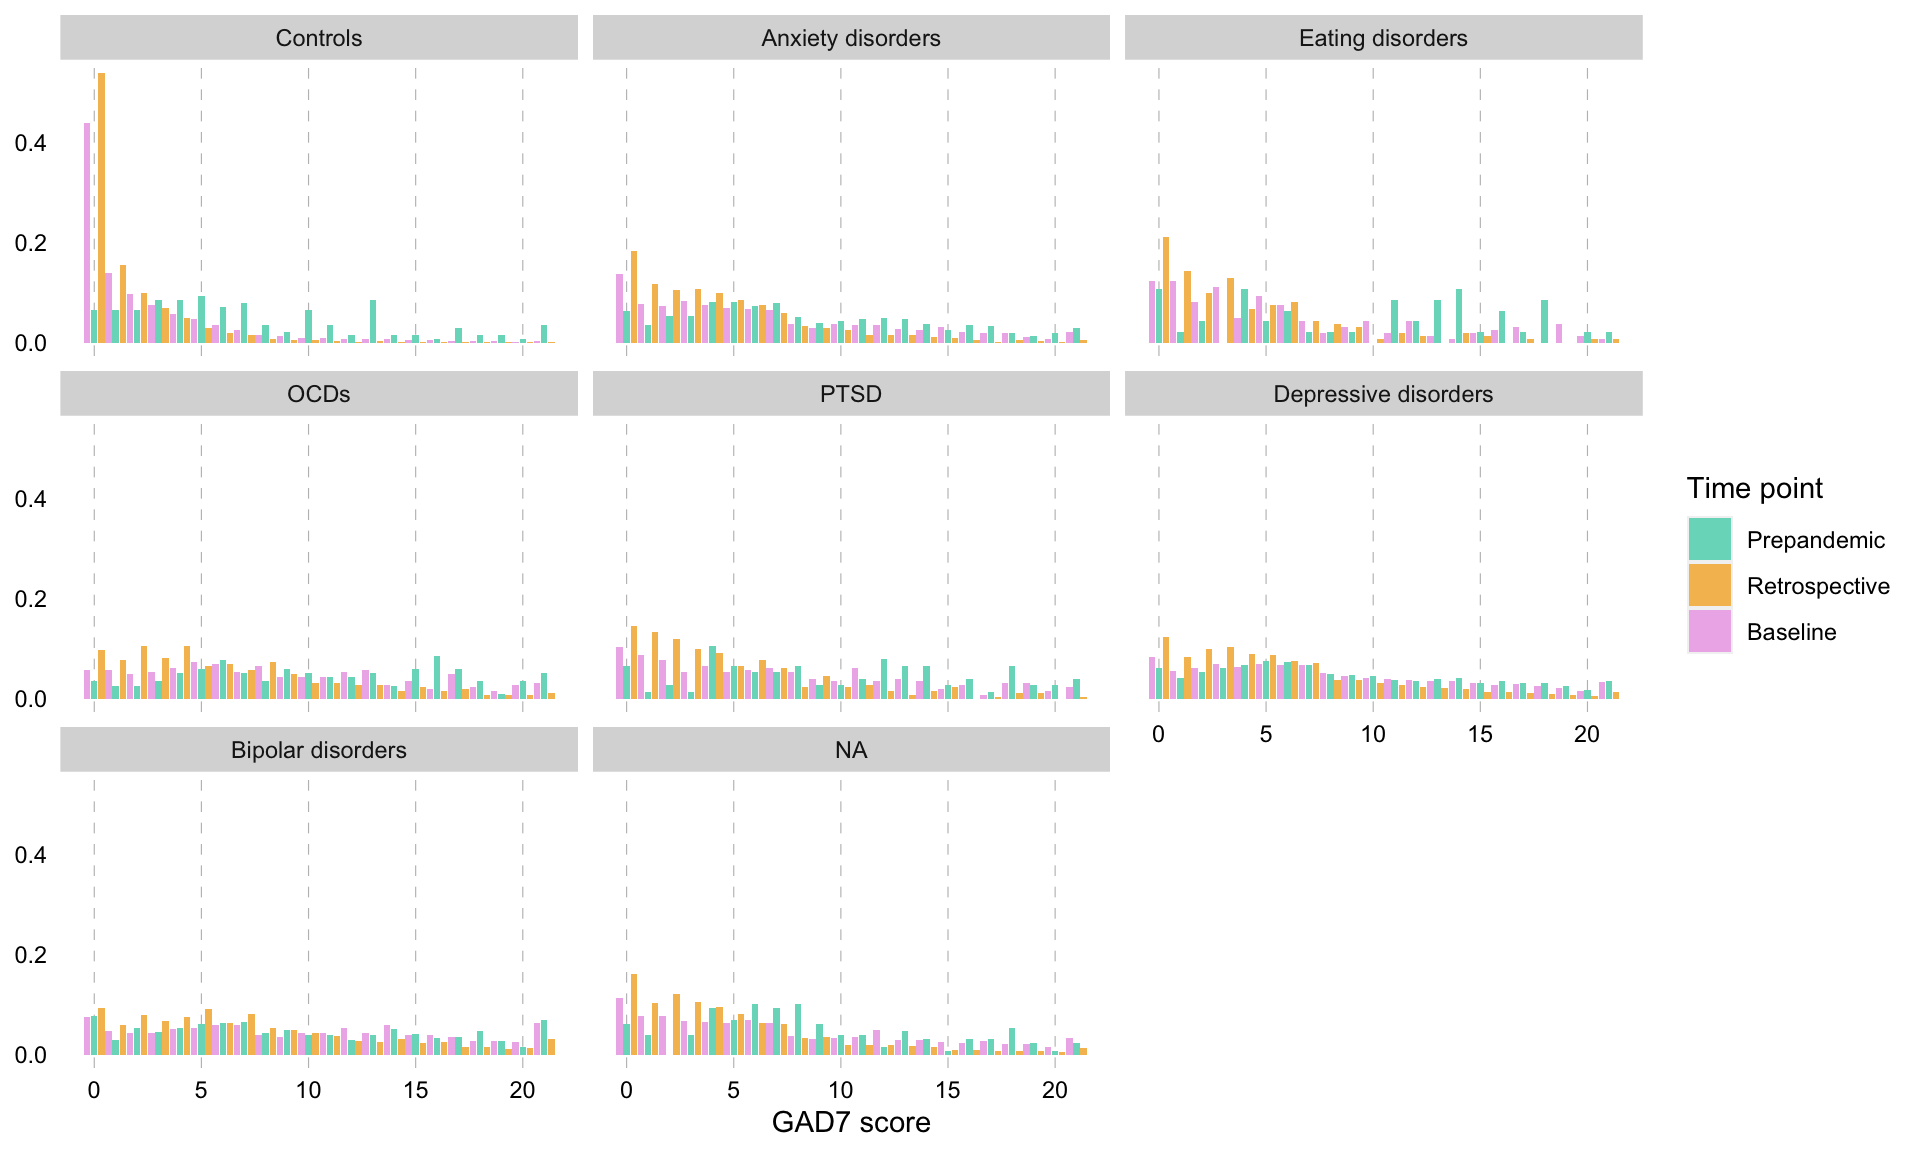 Controls
Anxiety disorders
Eating disorders
0.4
0.2
0.0
OCDs
PTSD
Depressive disorders
0.4
0.2
0.0
0 5 10 15 20
Time point
Prepandemic
Retrospective
Baseline
Bipolar disorders
NA
0.4
0.2
0.0
0 5 10 15 20
0 5 10 15 20
GAD7 score